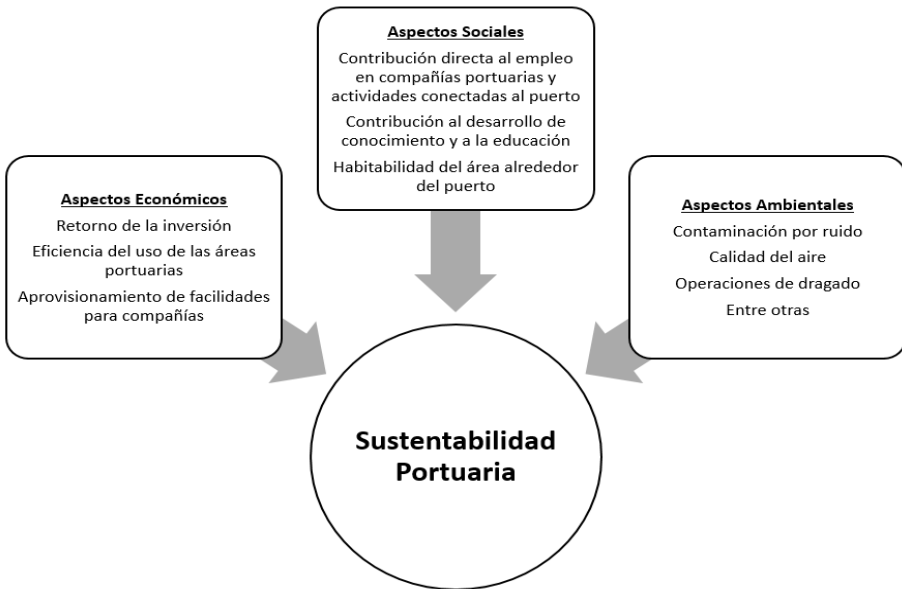 Aspectos Sociales
Contribución directa al empleo
en compañías portuarias y
actividades conectadas al puerto
Contribución al desarrollo de
conocimiento y a la educación
Habitabilidad del área alrededor
del puerto
Aspectos Económicos
Retorno de la inversión
Eficiencia del uso de las áreas
portuarias
Aprovisionamiento de facilidades
para compañías
Aspectos Ambientales
Contaminación por ruido
Calidad del aire
Operaciones de dragado
Entre otras
Sustentabilidad
Portuaria